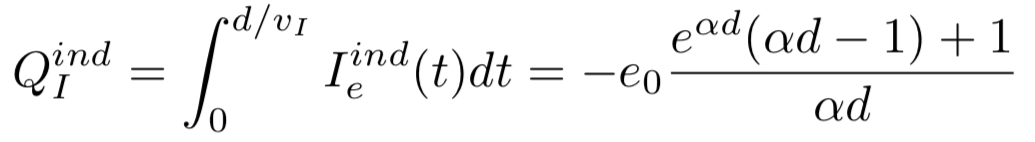 $Q_I^{ind} = \int_0^{d/v_I} I_e^{ind}(t)dt = -e_0 \frac{e^{\alpha d}(\alpha d - 1) + 1}{\alpha d}$